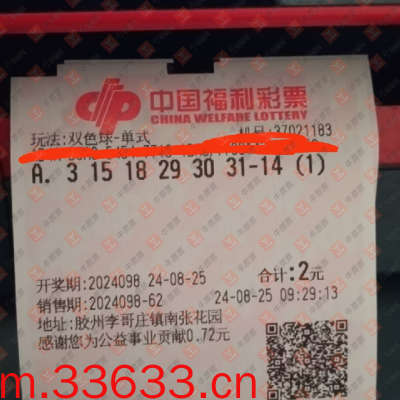 中国福利彩票
CHINA WELFARE LOTTERY
玩法:双色球-单式 机号:37021183
A. 3 15 18 29 30 31-14 (1)
开奖期:2024098 24-08-25 合计:2元
销售期:2024098-62 24-08-25 09:29:13
地址:胶州李哥庄镇南张花园
感谢您为公益事业贡献0.72元
m.33633.cn